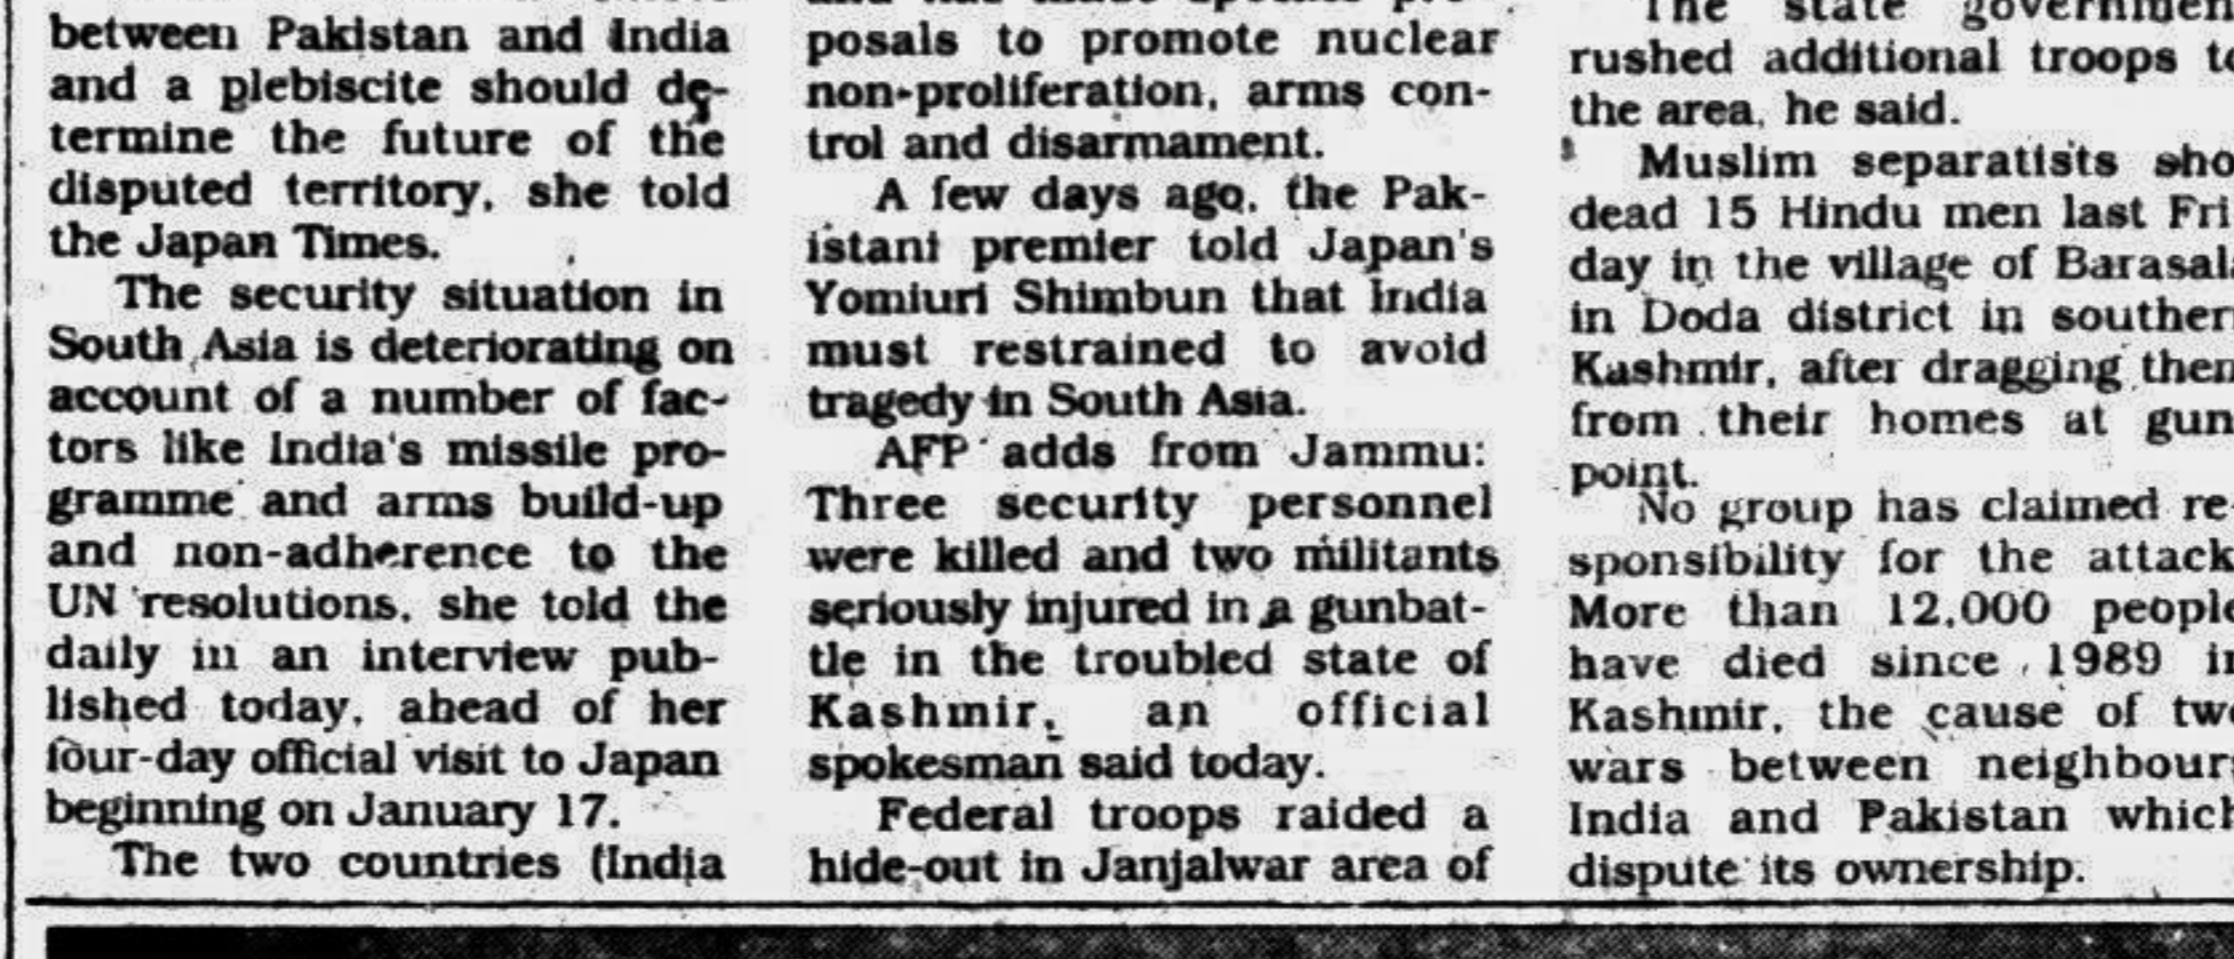 between Pakistan and India
and a plebiscite should de-
termine the future of the
disputed territory, she told
the Japan Times.
The security situation in
South Asia is deteriorating on
account of a number of fac-
tors like India's missile pro-
gramme and arms build-up
and non-adherence to the
UN resolutions, she told the
daily in an interview pub-
lished today, ahead of her
four-day official visit to Japan
beginning on January 17.
The two countries (India
posals to promote nuclear
non-proliferation, arms con-
trol and disarmament.
A few days ago, the Pak-
istani premier told Japan's
Yomiuri Shimbun that India
must restrained to avoid
tragedy in South Asia.
AFP adds from Jammu:
Three security personnel
were killed and two militants
seriously injured in a gunbat-
tle in the troubled state of
Kashmir, an official
spokesman said today.
Federal troops raided a
hide-out in Janjalwar area of
The state governmen
rushed additional troops to
the area, he said.
Muslim separatists sho
dead 15 Hindu men last Fri
day in the village of Barasala
in Doda district in southern
Kashmir, after dragging them
from their homes at gun
point.
No group has claimed re-
sponsibility for the attack.
More than 12,000 people
have died since 1989 in
Kashmir, the cause of two
wars between neighbours
India and Pakistan which
dispute its ownership.